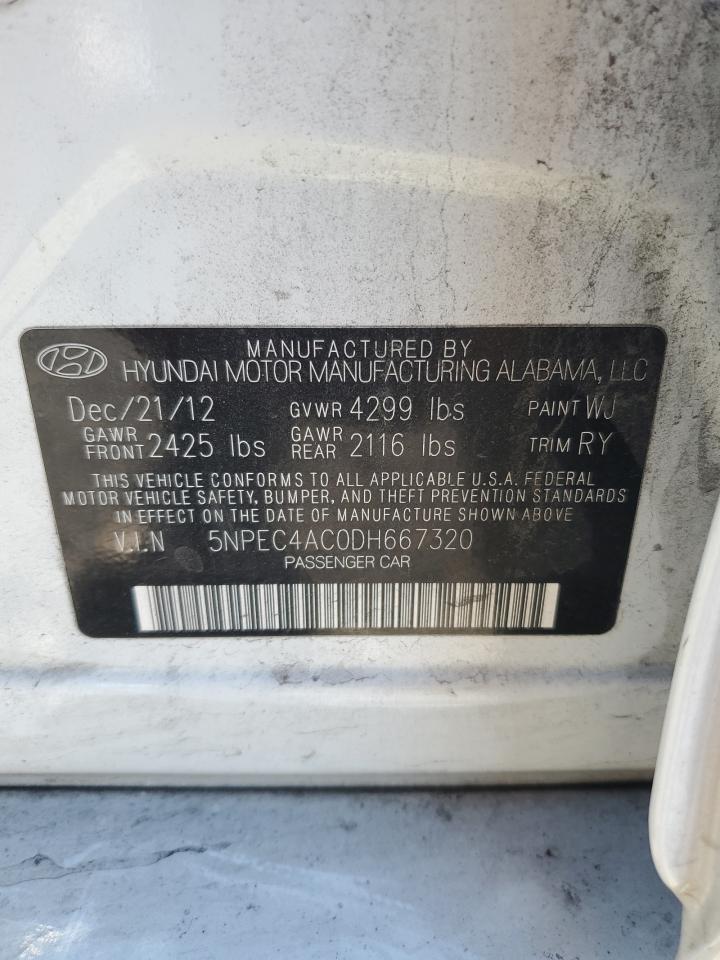 MANUFACTURED BY
HYUNDAI MOTOR MANUFACTURING ALABAMA, LLC
Dec/21/12 GVWR 4299 lbs PAINT WJ
GAWR FRONT 2425 lbs GAWR REAR 2116 lbs TRIM RY
THIS VEHICLE CONFORMS TO ALL APPLICABLE U.S.A. FEDERAL
MOTOR VEHICLE SAFETY, BUMPER, AND THEFT PREVENTION STANDARDS
IN EFFECT ON THE DATE OF MANUFACTURE SHOWN ABOVE
V.I.N 5NPEC4AC0DH667320
PASSENGER CAR